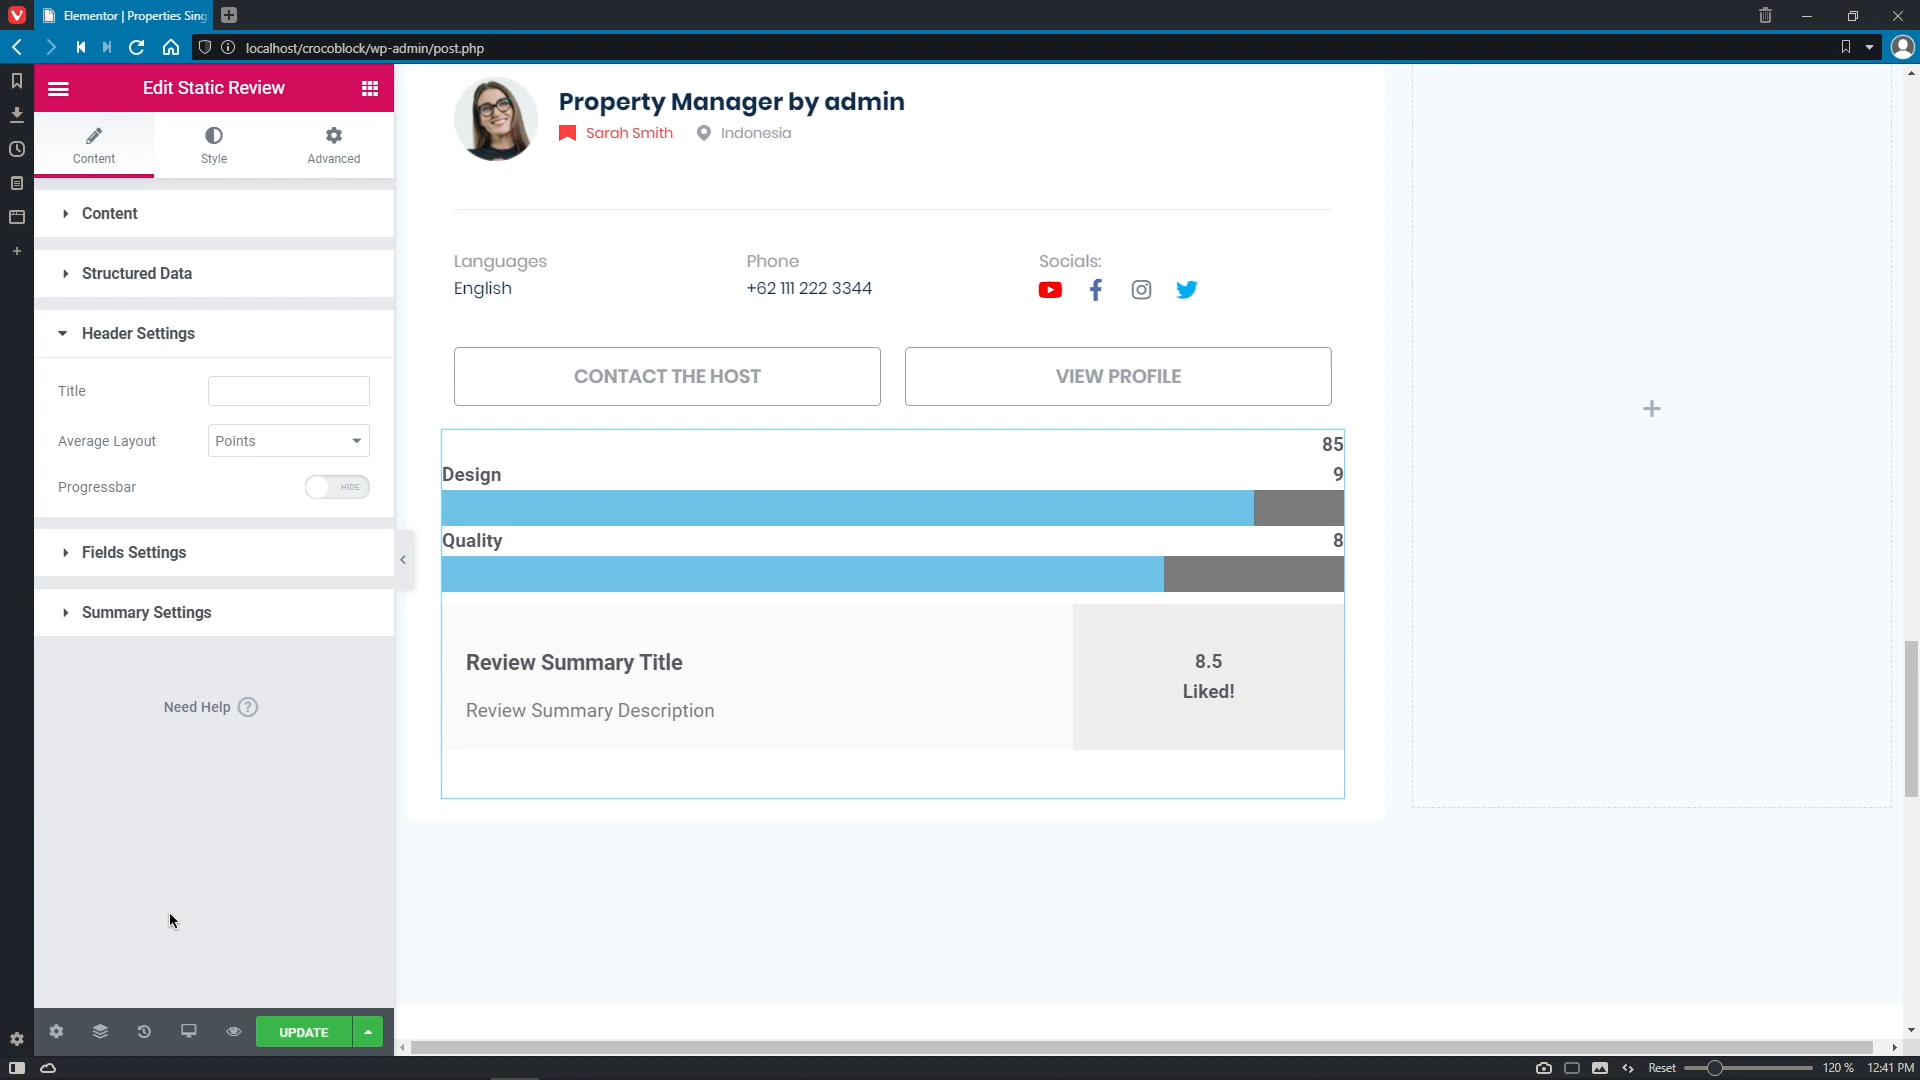 Elementor | Properties Sing
localhost/crocoblock/wp-admin/post.php
Edit Static Review
Content
Style
Advanced
Content
Structured Data
Header Settings
Title
Average Layout
Points
Progressbar
HIDE
Fields Settings
Summary Settings
Need Help
?
UPDATE
Property Manager by admin
Sarah Smith
Indonesia
Languages
Phone
Socials:
English
+62 111 222 3344
CONTACT THE HOST
VIEW PROFILE
85
Design
9
Quality
8
Review Summary Title
8.5
Liked!
Review Summary Description
Reset
120 %
12:41 PM